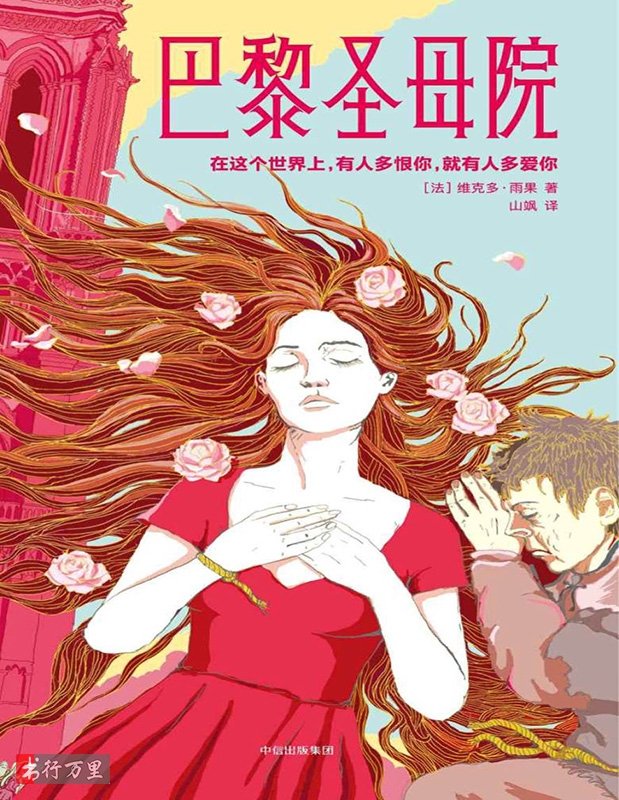 巴黎圣母院
在这个世界上，有人多恨你，就有人多爱你
［法］维克多·雨果 著
山飒 译
中信出版集团
书行万里